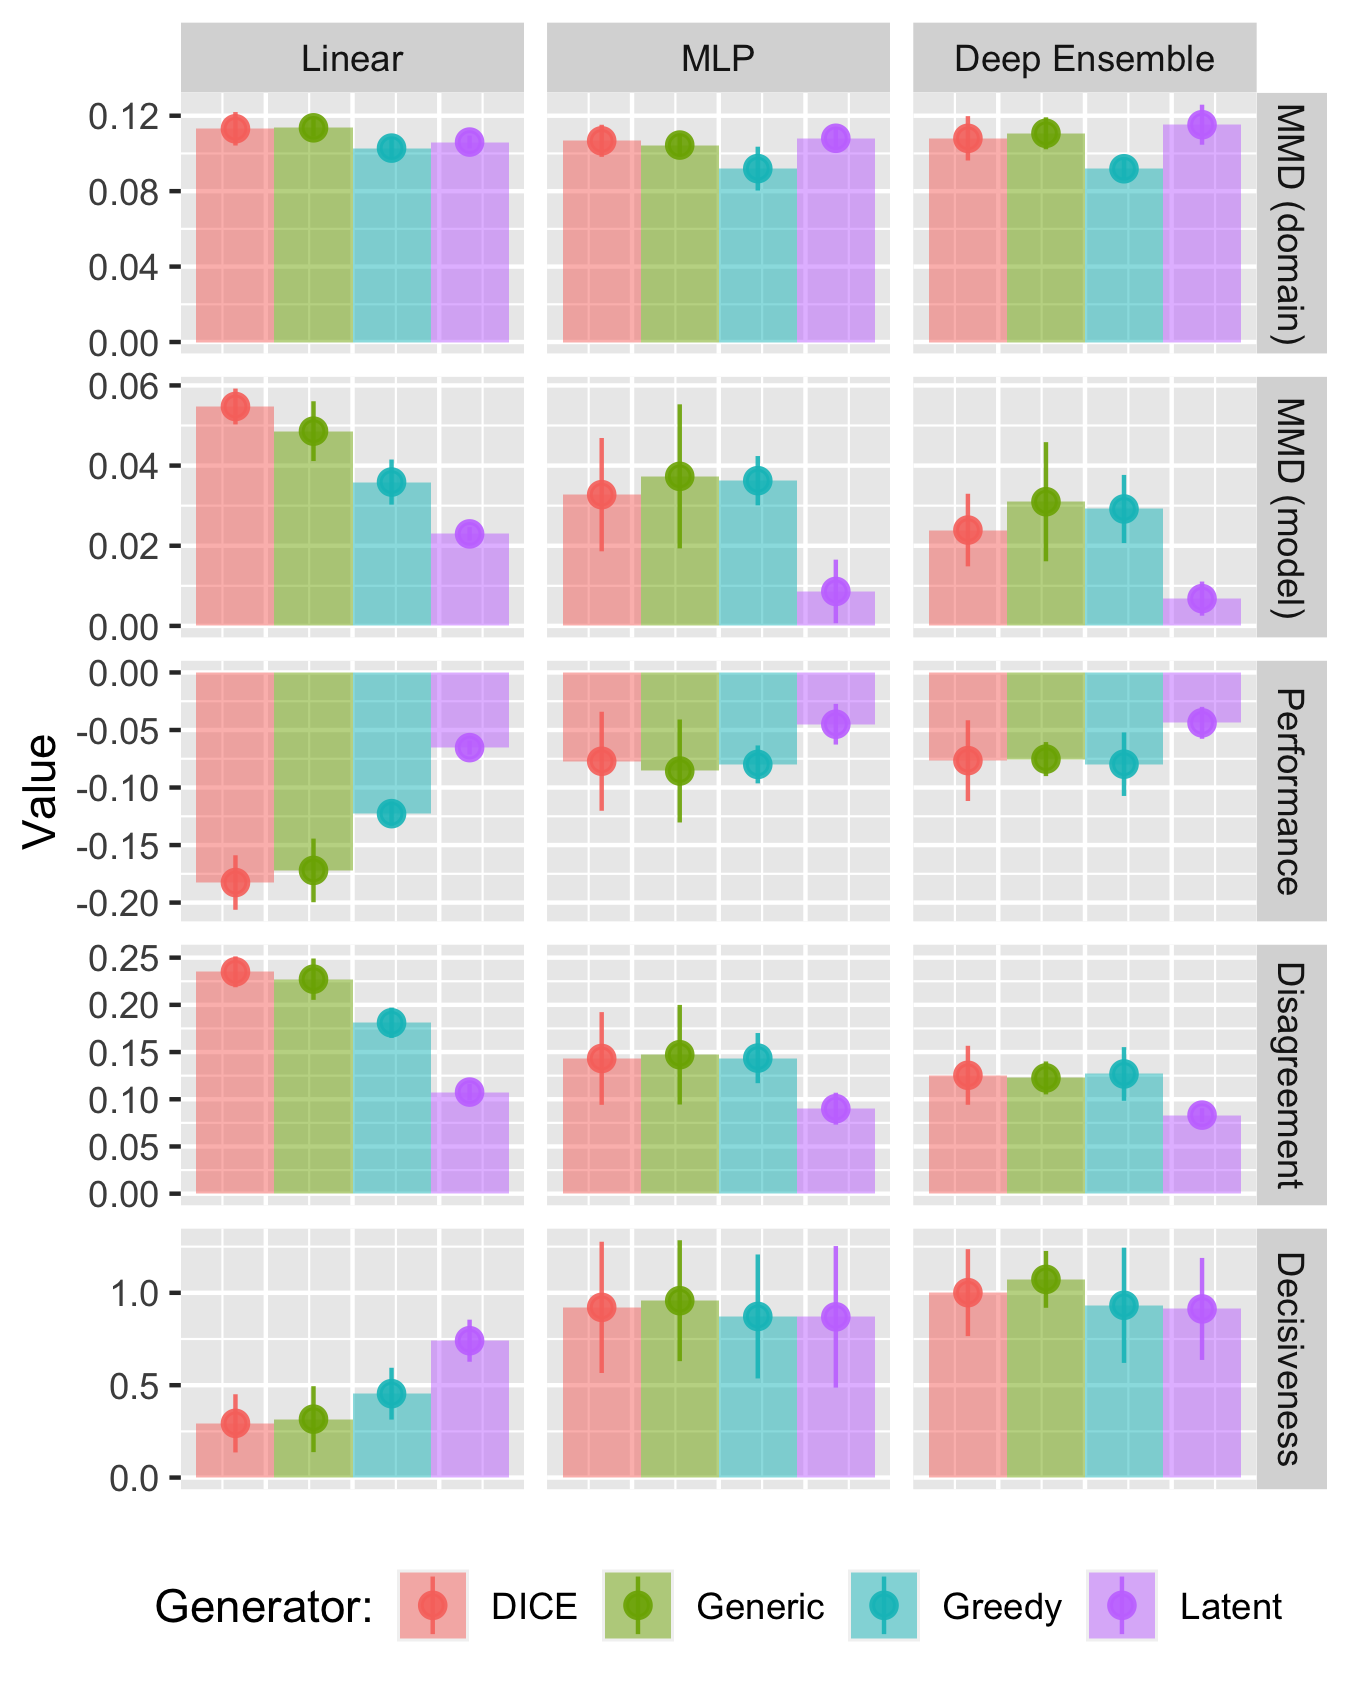 Linear MLP Deep Ensemble
0.12
0.08
0.04
0.00
MMD (domain)
0.06
0.04
0.02
0.00
MMD (model)
Value
0.00
-0.05
-0.10
-0.15
-0.20
Performance
0.25
0.20
0.15
0.10
0.05
0.00
Disagreement
1.0
0.5
0.0
Decisiveness
Generator: DICE Generic Greedy Latent